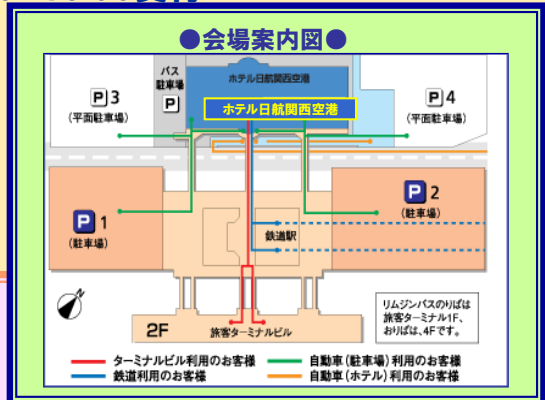 ●会場案内図●
バス
駐車場
P
ホテル日航関西空港
ホテル日航関西空港
P 3
(平面駐車場)
P 4
(平面駐車場)
P 1
(駐車場)
P 2
(駐車場)
鉄道駅
N
リムジンバスのりばは
旅客ターミナル1F、
おりばは、4Fです。
2F
旅客ターミナルビル
ターミナルビル利用のお客様
自動車(駐車場)利用のお客様
鉄道利用のお客様
自動車(ホテル)利用のお客様